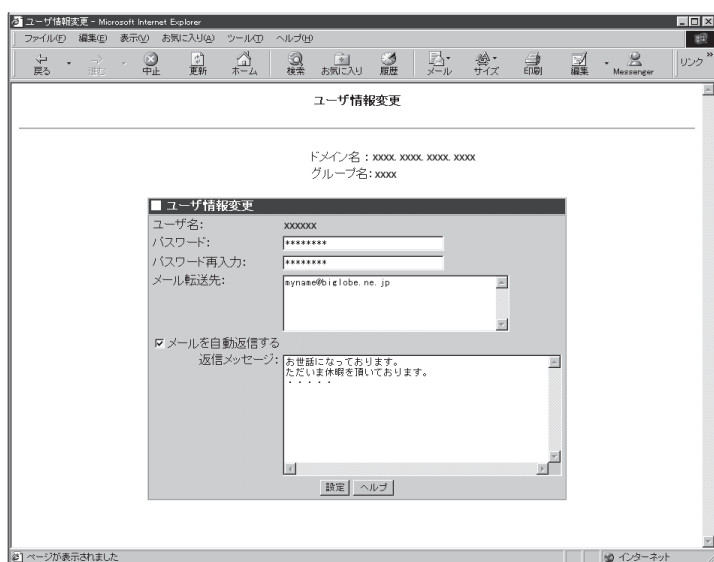 ユーザ情報変更 - Microsoft Internet Explorer
ファイル(F) 編集(E) 表示(V) お気に入り(A) ツール(T) ヘルプ(H)
戻る 進む 中止 更新 ホーム 検索 お気に入り 履歴 メール サイズ 印刷 編集 Messenger リンク »
ユーザ情報変更
ドメイン名：xxxx. xxxx. xxxx. xxxx
グループ名：xxxx
■ ユーザ情報変更
ユーザ名： xxxxxx
パスワード： ********
パスワード再入力： ********
メール転送先： myname@biglobe.ne.jp
メールを自動返信する
返信メッセージ： お世話になっております。
ただいま休暇を頂いております。
・・・・・
設定 ヘルプ
ページが表示されました インターネット